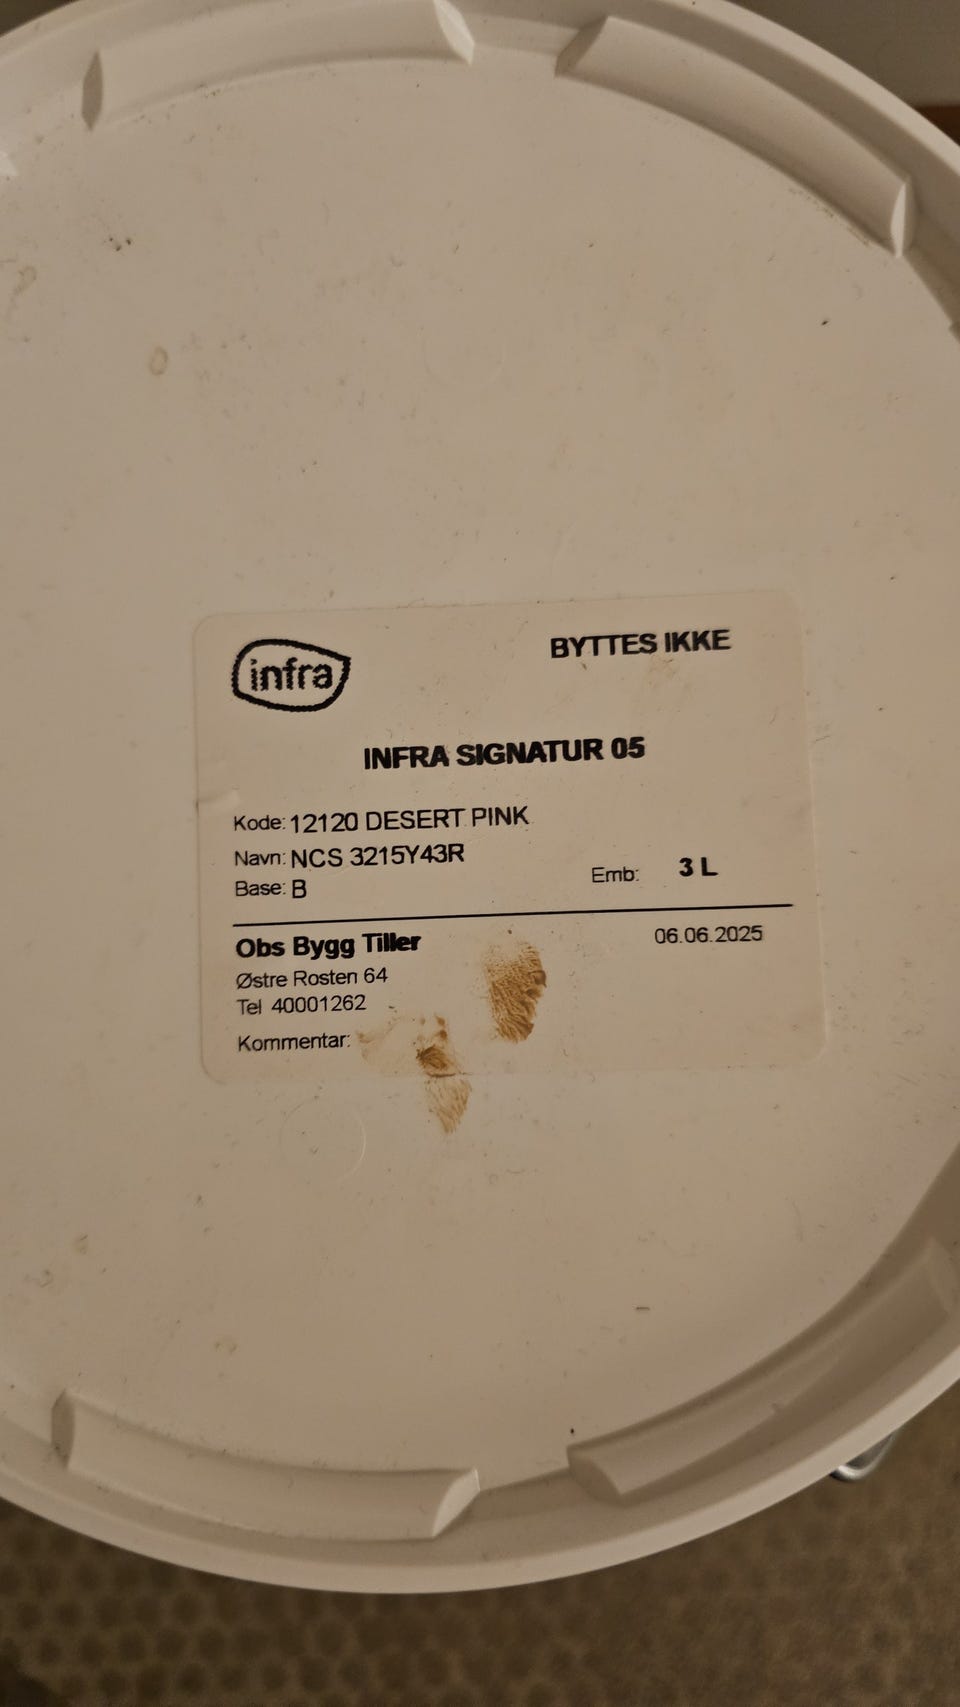 infra
BYTTES IKKE
INFRA SIGNATUR 05
Kode: 12120 DESERT PINK
Navn: NCS 3215Y43R
Base: B
Emb: 3 L
Obs Bygg Tiller
06.06.2025
Østre Rosten 64
Tel 40001262
Kommentar: